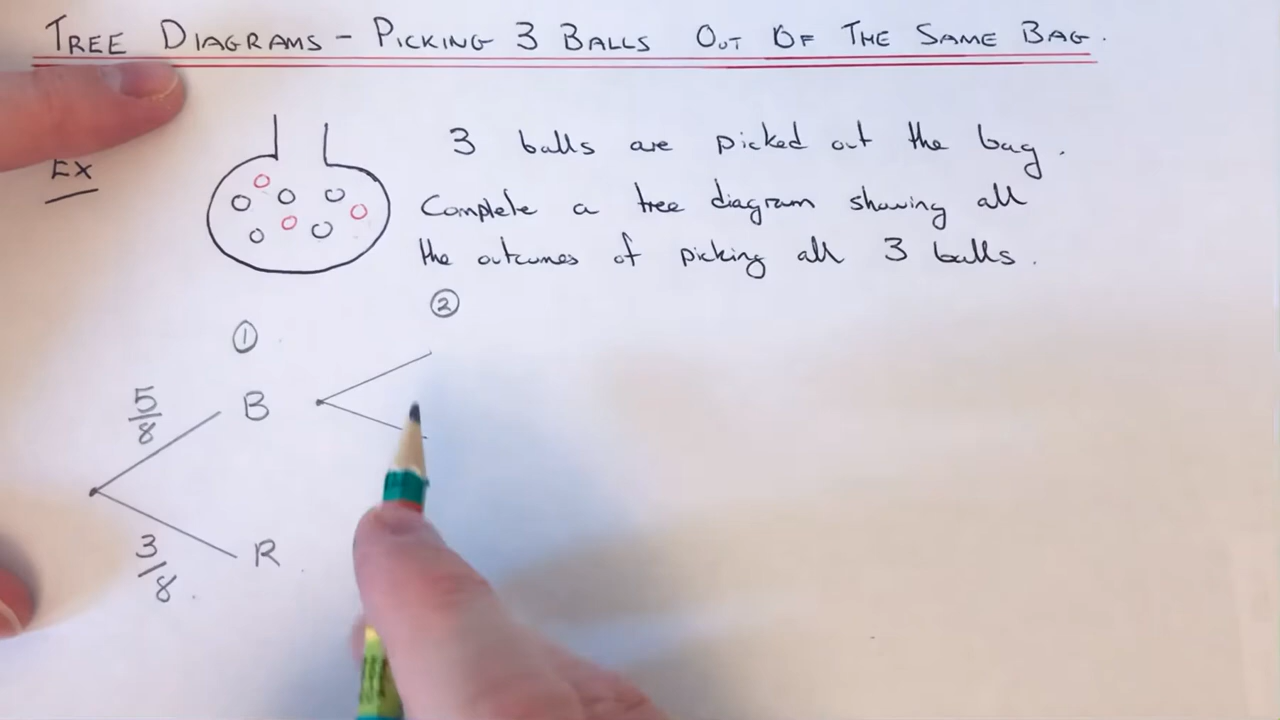 TREE DIAGRAMS - PICKING 3 BALLS OUT OF THE SAME BAG.
Ex
3 balls are picked out the bag.
Complete a tree diagram showing all
the outcomes of picking all 3 balls.
①
②
5/8
B
3/8
R